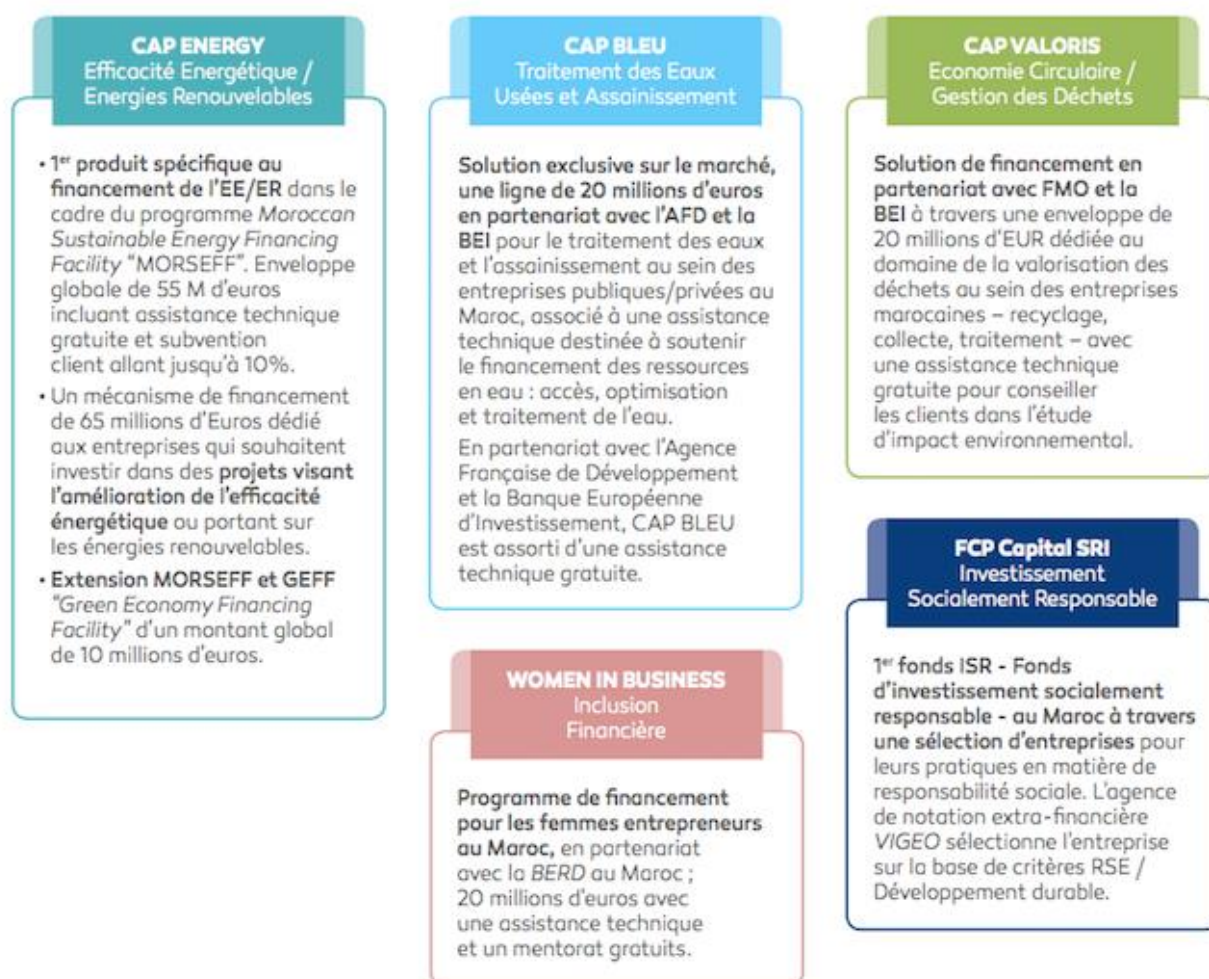 CAP ENERGY
Efficacité Energétique /
Energies Renouvelables
• 1er produit spécifique au
financement de l'EE/ER dans le
cadre du programme Moroccan
Sustainable Energy Financing
Facility "MORSEFF". Enveloppe
globale de 55 M d'euros
incluant assistance technique
gratuite et subvention
client allant jusqu'à 10%.
• Un mécanisme de financement
de 65 millions d'Euros dédié
aux entreprises qui souhaitent
investir dans des projets visant
l'amélioration de l'efficacité
énergétique ou portant sur
les énergies renouvelables.
• Extension MORSEFF et GEFF
"Green Economy Financing
Facility" d'un montant global
de 10 millions d'euros.
CAP BLEU
Traitement des Eaux
Usées et Assainissement
Solution exclusive sur le marché,
une ligne de 20 millions d'euros
en partenariat avec l'AFD et la
BEI pour le traitement des eaux
et l'assainissement au sein des
entreprises publiques/privées au
Maroc, associé à une assistance
technique destinée à soutenir
le financement des ressources
en eau : accès, optimisation
et traitement de l'eau.
En partenariat avec l'Agence
Française de Développement
et la Banque Européenne
d'Investissement, CAP BLEU
est assorti d'une assistance
technique gratuite.
WOMEN IN BUSINESS
Inclusion
Financière
Programme de financement
pour les femmes entrepreneurs
au Maroc, en partenariat
avec la BERD au Maroc ;
20 millions d'euros avec
une assistance technique
et un mentorat gratuits.
CAP VALORIS
Economie Circulaire /
Gestion des Déchets
Solution de financement en
partenariat avec FMO et la
BEI à travers une enveloppe de
20 millions d'EUR dédiée au
domaine de la valorisation des
déchets au sein des entreprises
marocaines – recyclage,
collecte, traitement – avec
une assistance technique
gratuite pour conseiller
les clients dans l'étude
d'impact environnemental.
FCP Capital SRI
Investissement
Socialement Responsable
1er fonds ISR - Fonds
d'investissement socialement
responsable - au Maroc à travers
une sélection d'entreprises pour
leurs pratiques en matière de
responsabilité sociale. L'agence
de notation extra-financière
VIGEO sélectionne l'entreprise
sur la base de critères RSE /
Développement durable.